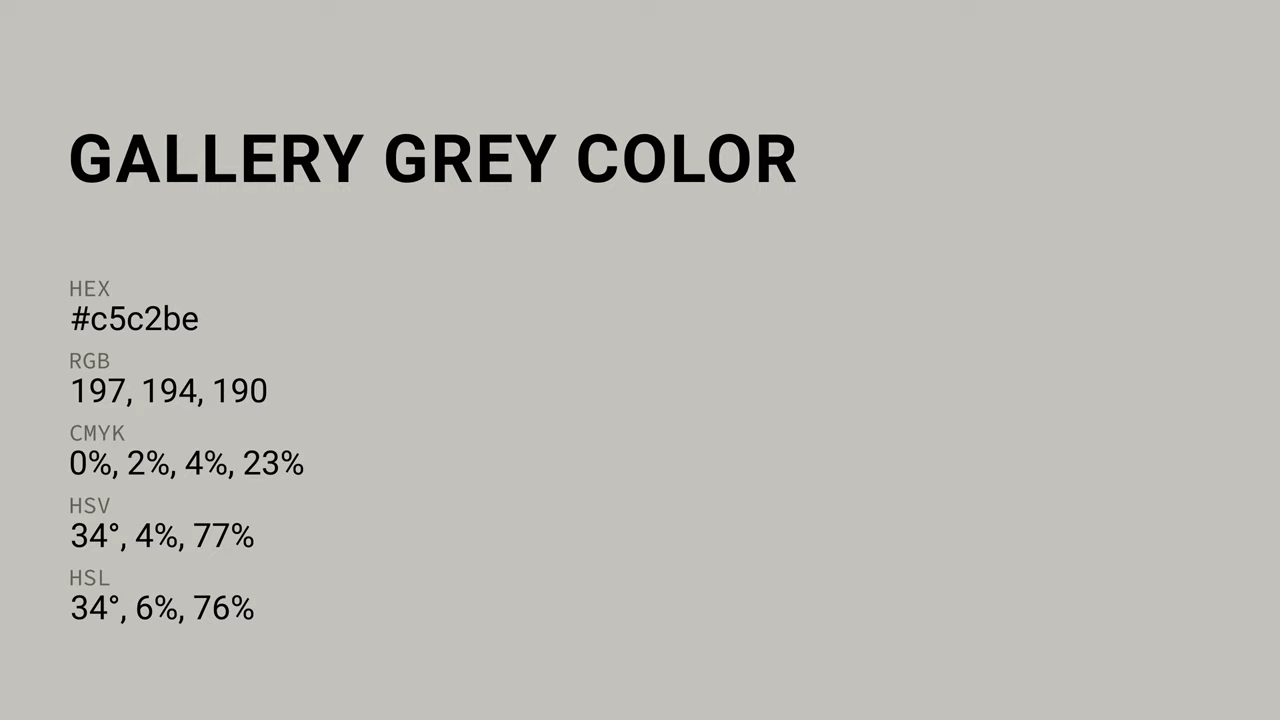 GALLERY GREY COLOR
HEX
#c5c2be
RGB
197, 194, 190
CMYK
0%, 2%, 4%, 23%
HSV
34°, 4%, 77%
HSL
34°, 6%, 76%